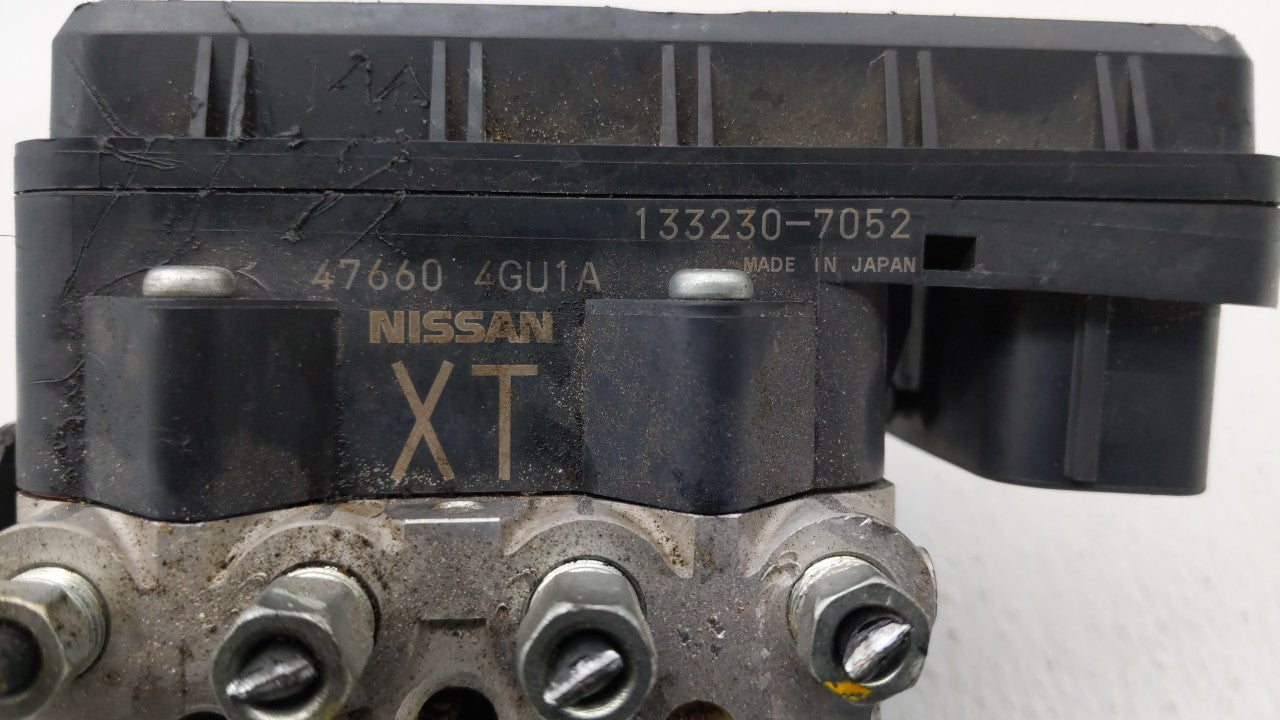 133230-7052
MADE IN JAPAN
47660 4GU1A
NISSAN
XT